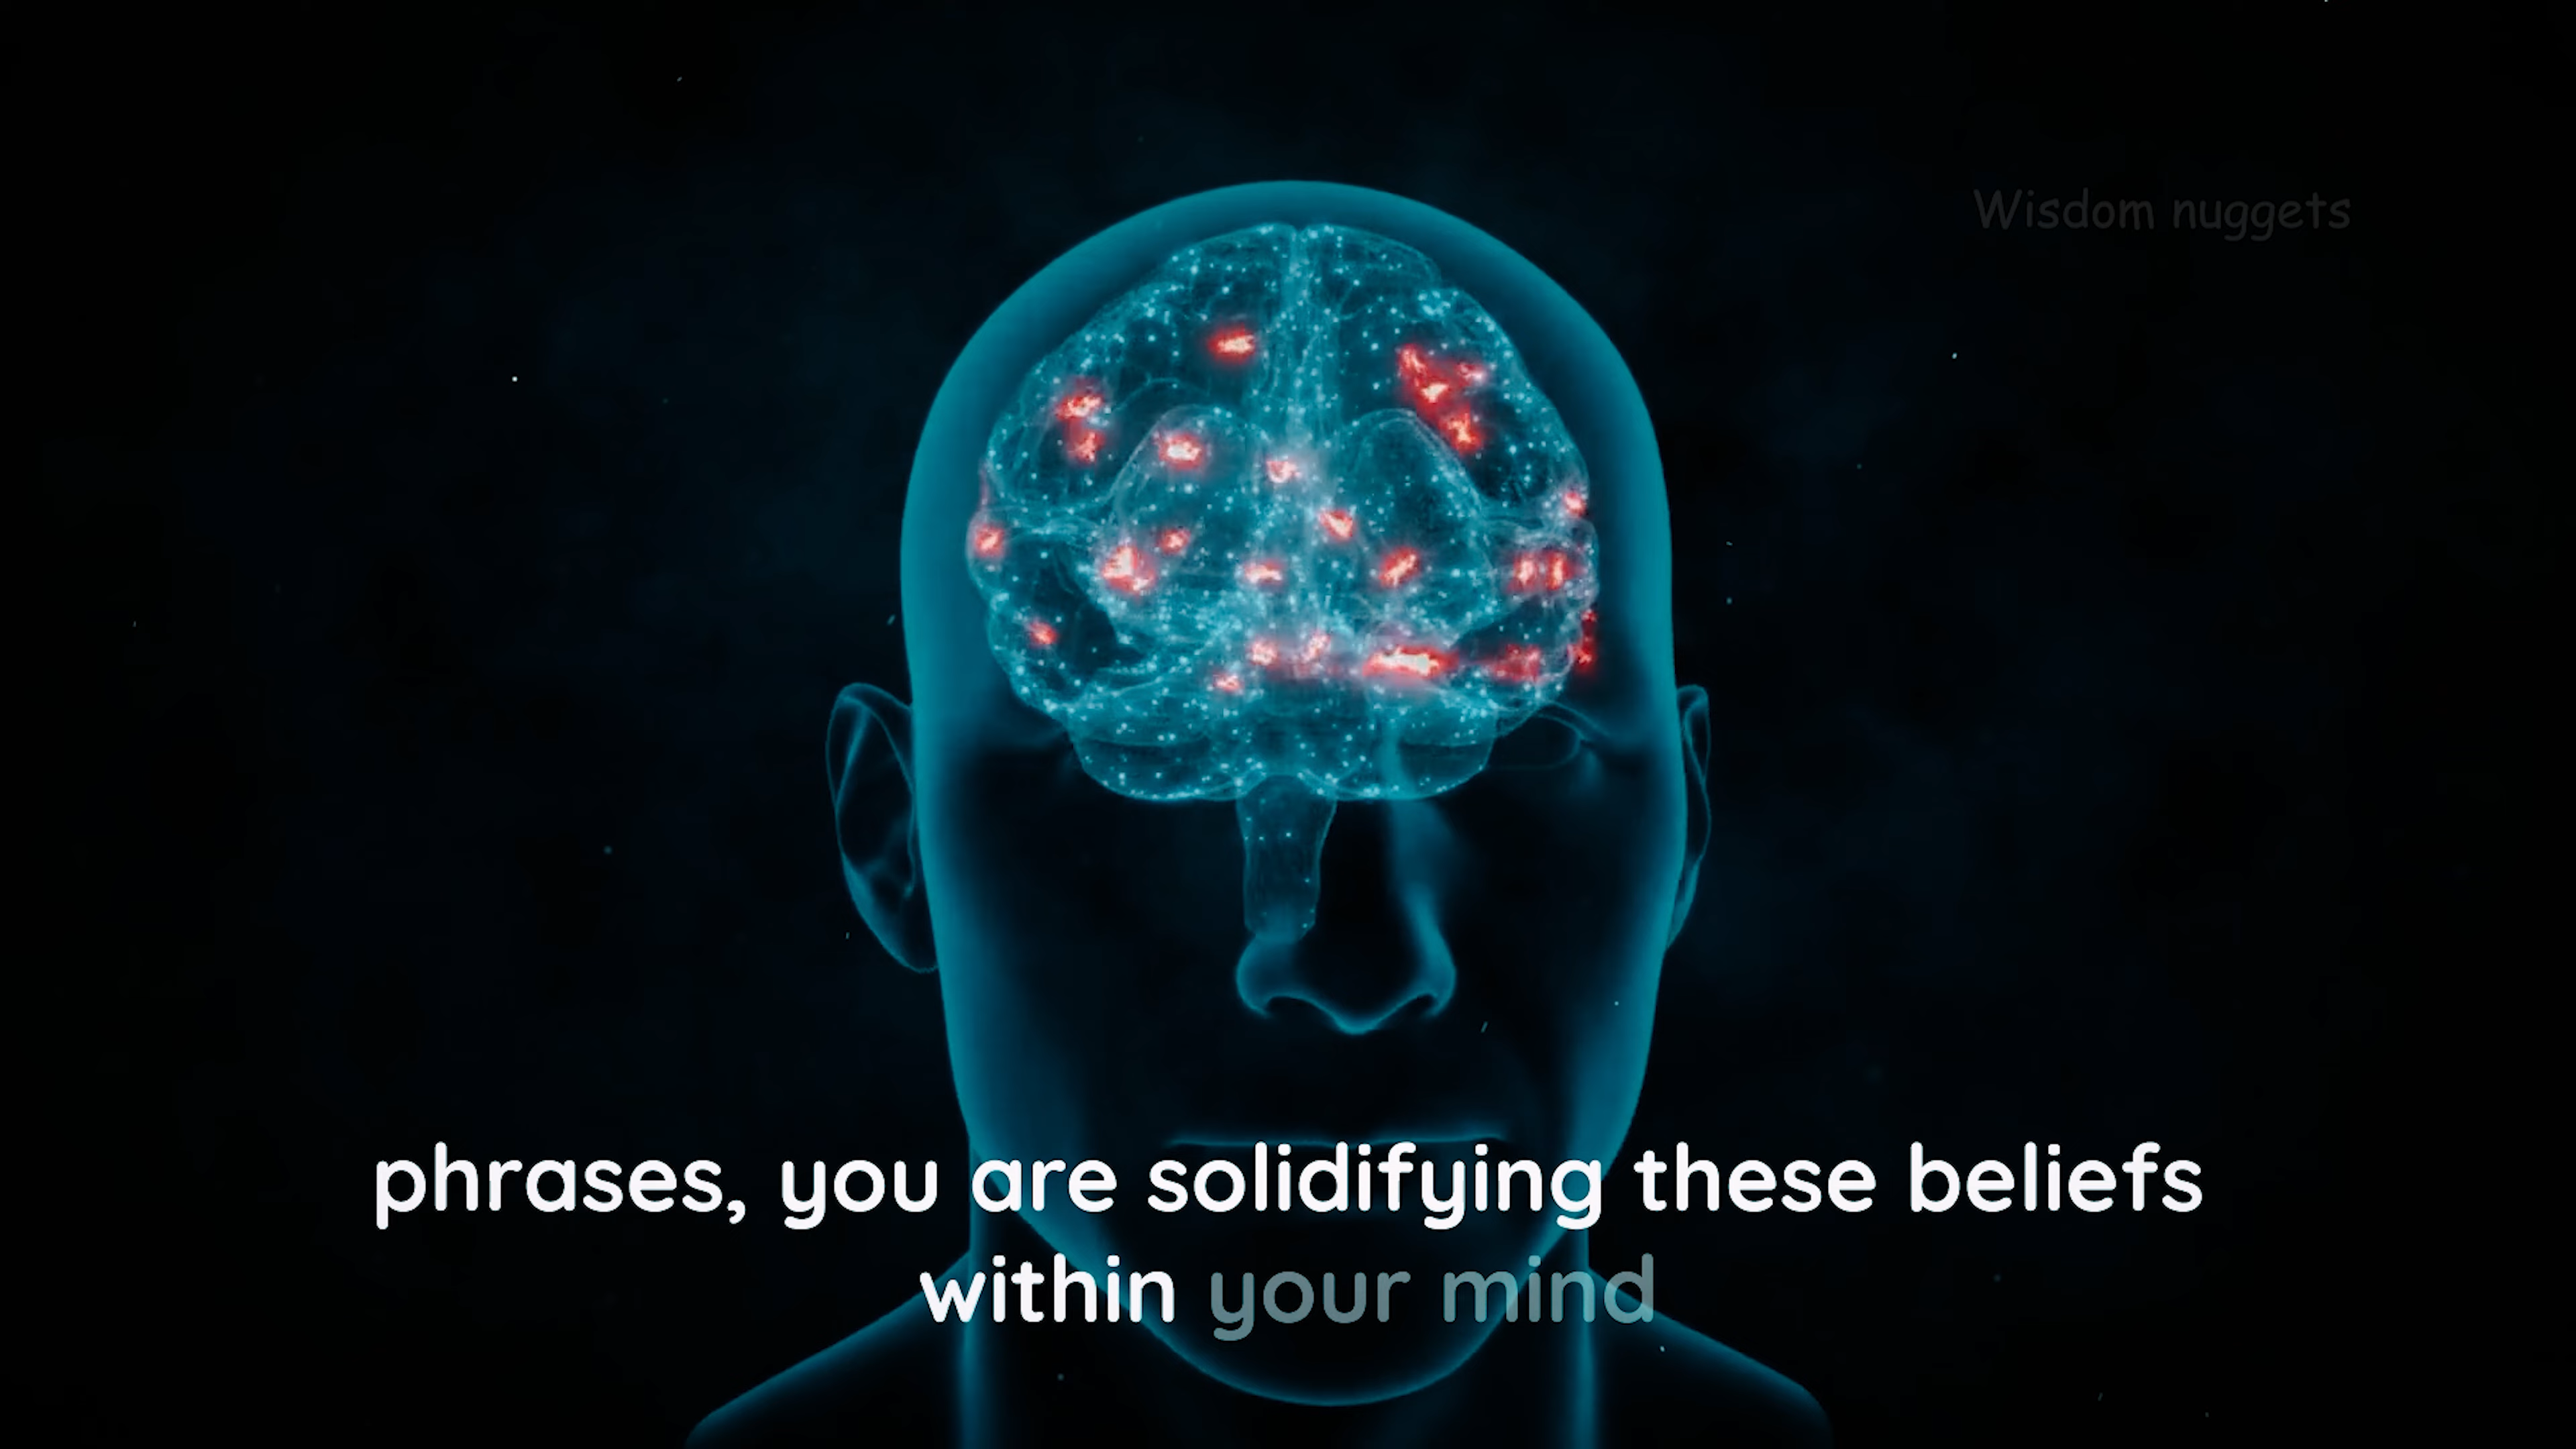 Wisdom nuggets
phrases, you are solidifying these beliefs
within your mind